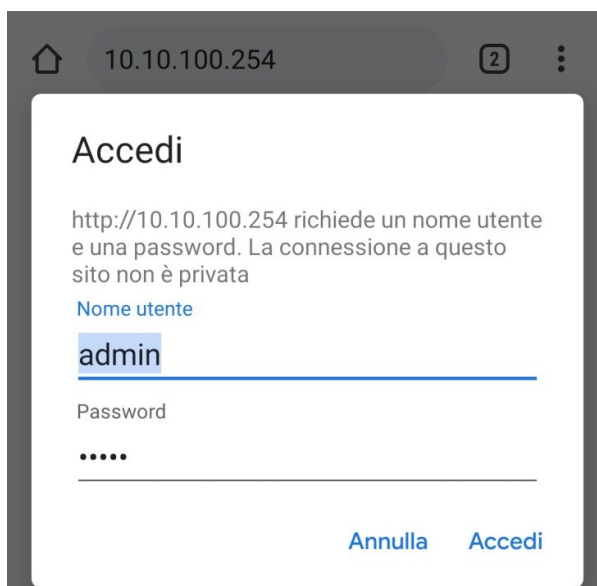 10.10.100.254
2
Accedi
http://10.10.100.254 richiede un nome utente
e una password. La connessione a questo
sito non è privata
Nome utente
admin
Password
•••••
Annulla
Accedi